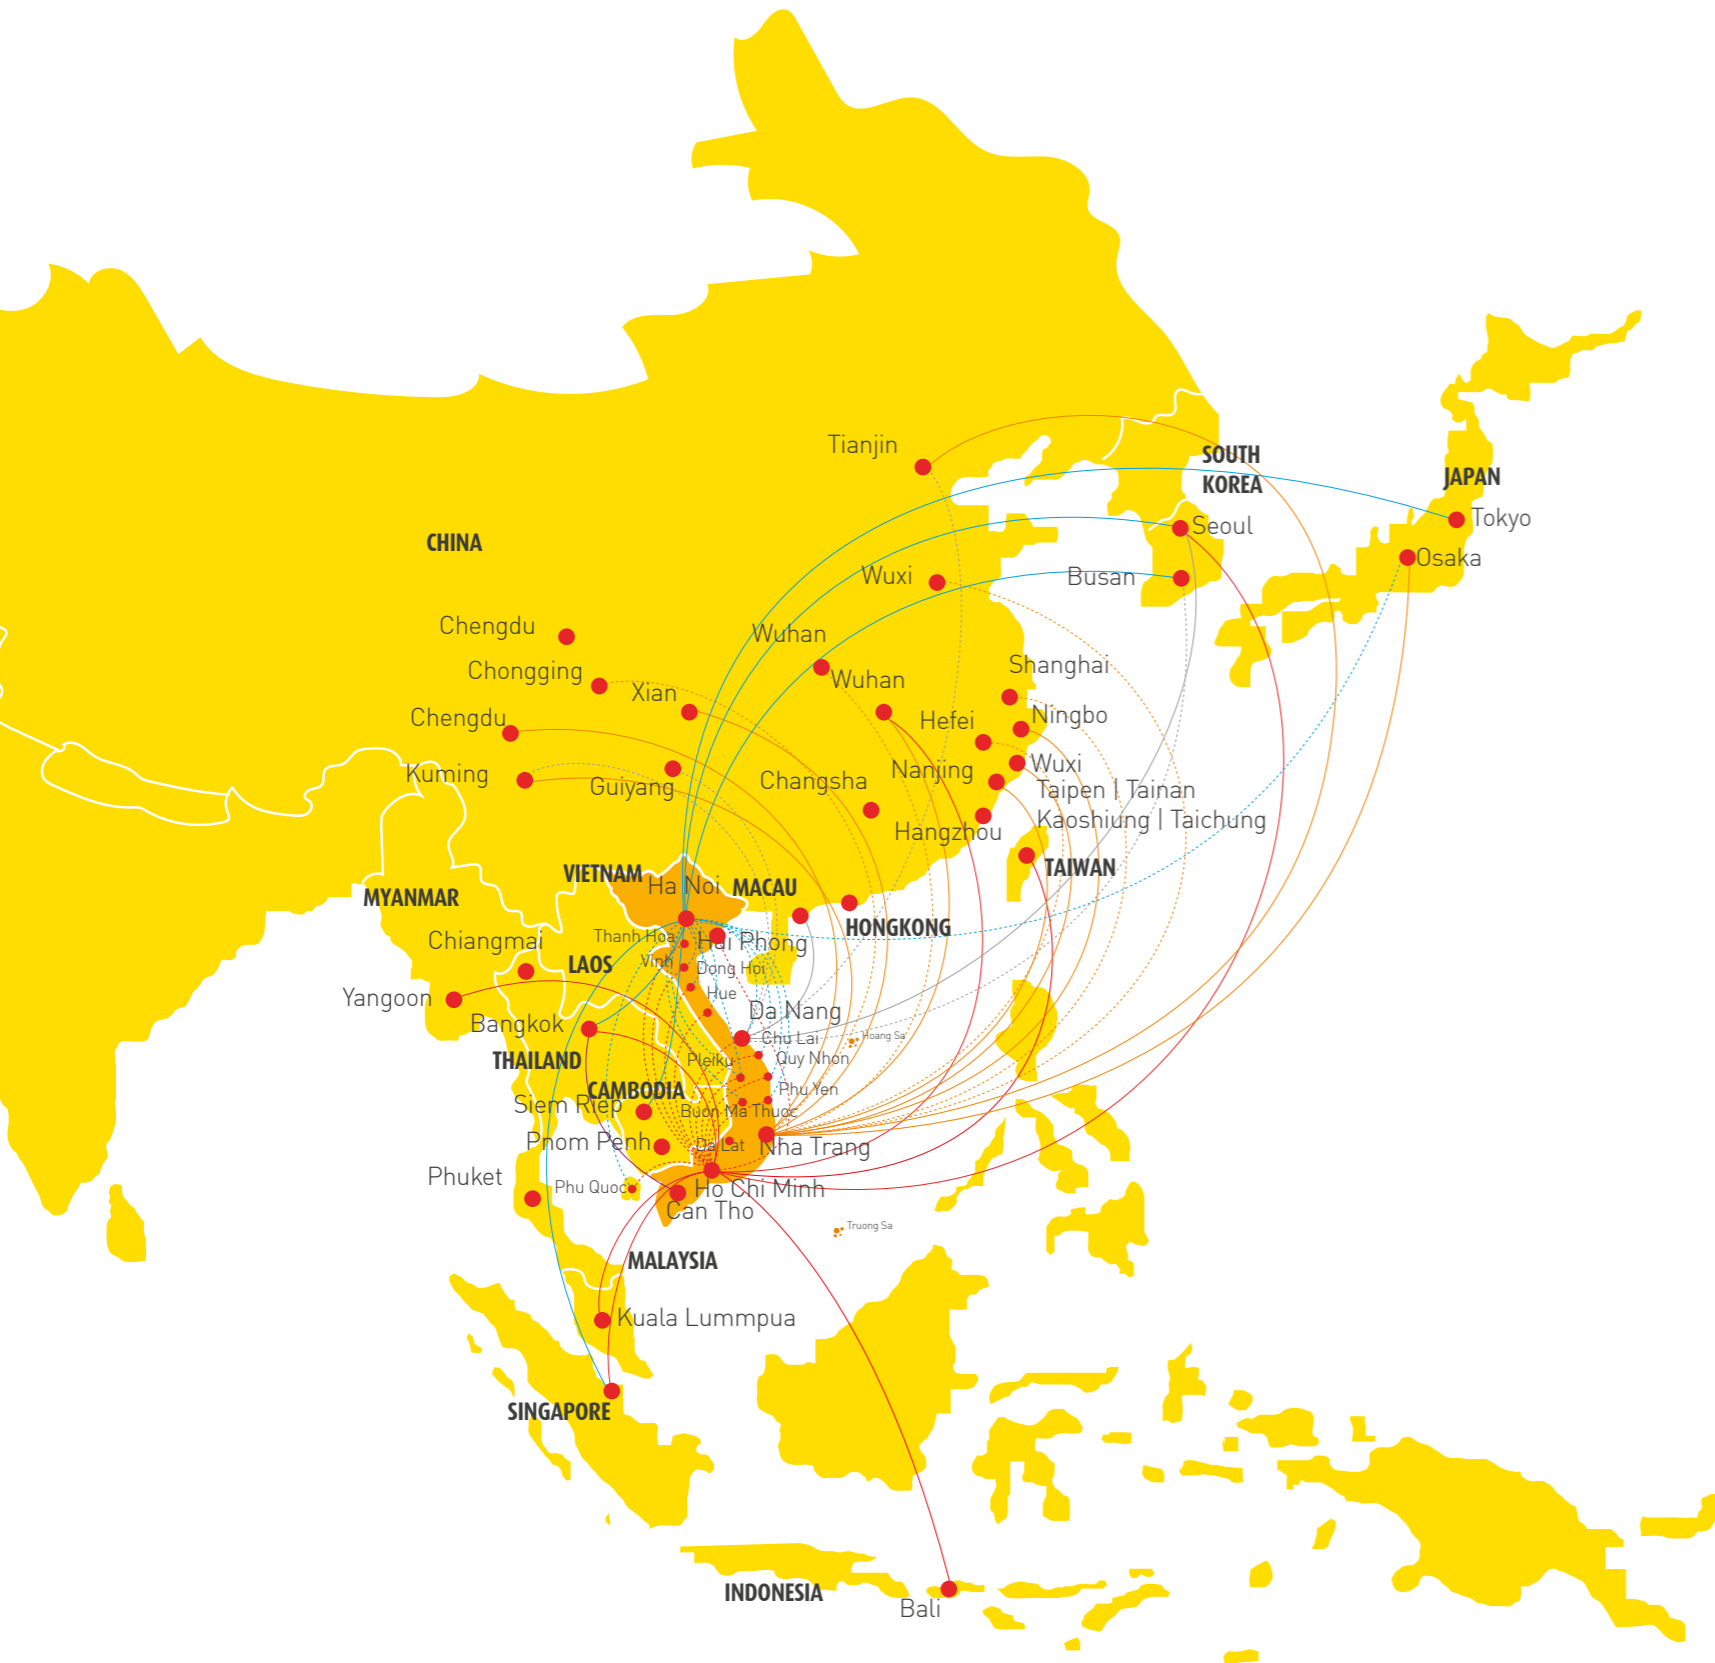 Tianjin
SOUTH
KOREA
JAPAN
Tokyo
Seoul
CHINA
Osaka
Wuxi
Busan
Chengdu
Wuhan
Chongging
Shanghai
Wuhan
Xian
Chengdu
Hefei
Ningbo
Kuming
Guiyang
Changsha
Nanjing
Wuxi
Taipen | Tainan
Kaoshiung | Taichung
Hangzhou
TAIWAN
VIETNAM
Ha Noi
MACAU
MYANMAR
HONGKONG
Chiangmai
Thanh Hoa
Hai Phong
LAOS
Vinh
Dong Hoi
Yangoon
Hue
Bangkok
Da Nang
Chu Lai
Hoang Sa
THAILAND
Pleiku
Quy Nhon
CAMBODIA
Phu Yen
Siem Riep
Buon Ma Thuoc
Pnom Penh
Da Lat
Nha Trang
Phuket
Phu Quoc
Ho Chi Minh
Can Tho
Truong Sa
MALAYSIA
Kuala Lummpua
SINGAPORE
INDONESIA
Bali